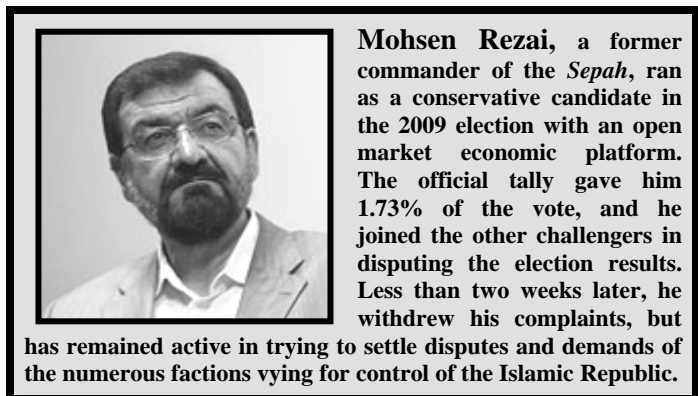 Mohsen Rezai, a former
commander of the Sepah, ran
as a conservative candidate in
the 2009 election with an open
market economic platform.
The official tally gave him
1.73% of the vote, and he
joined the other challengers in
disputing the election results.
Less than two weeks later, he
withdrew his complaints, but
has remained active in trying to settle disputes and demands of
the numerous factions vying for control of the Islamic Republic.